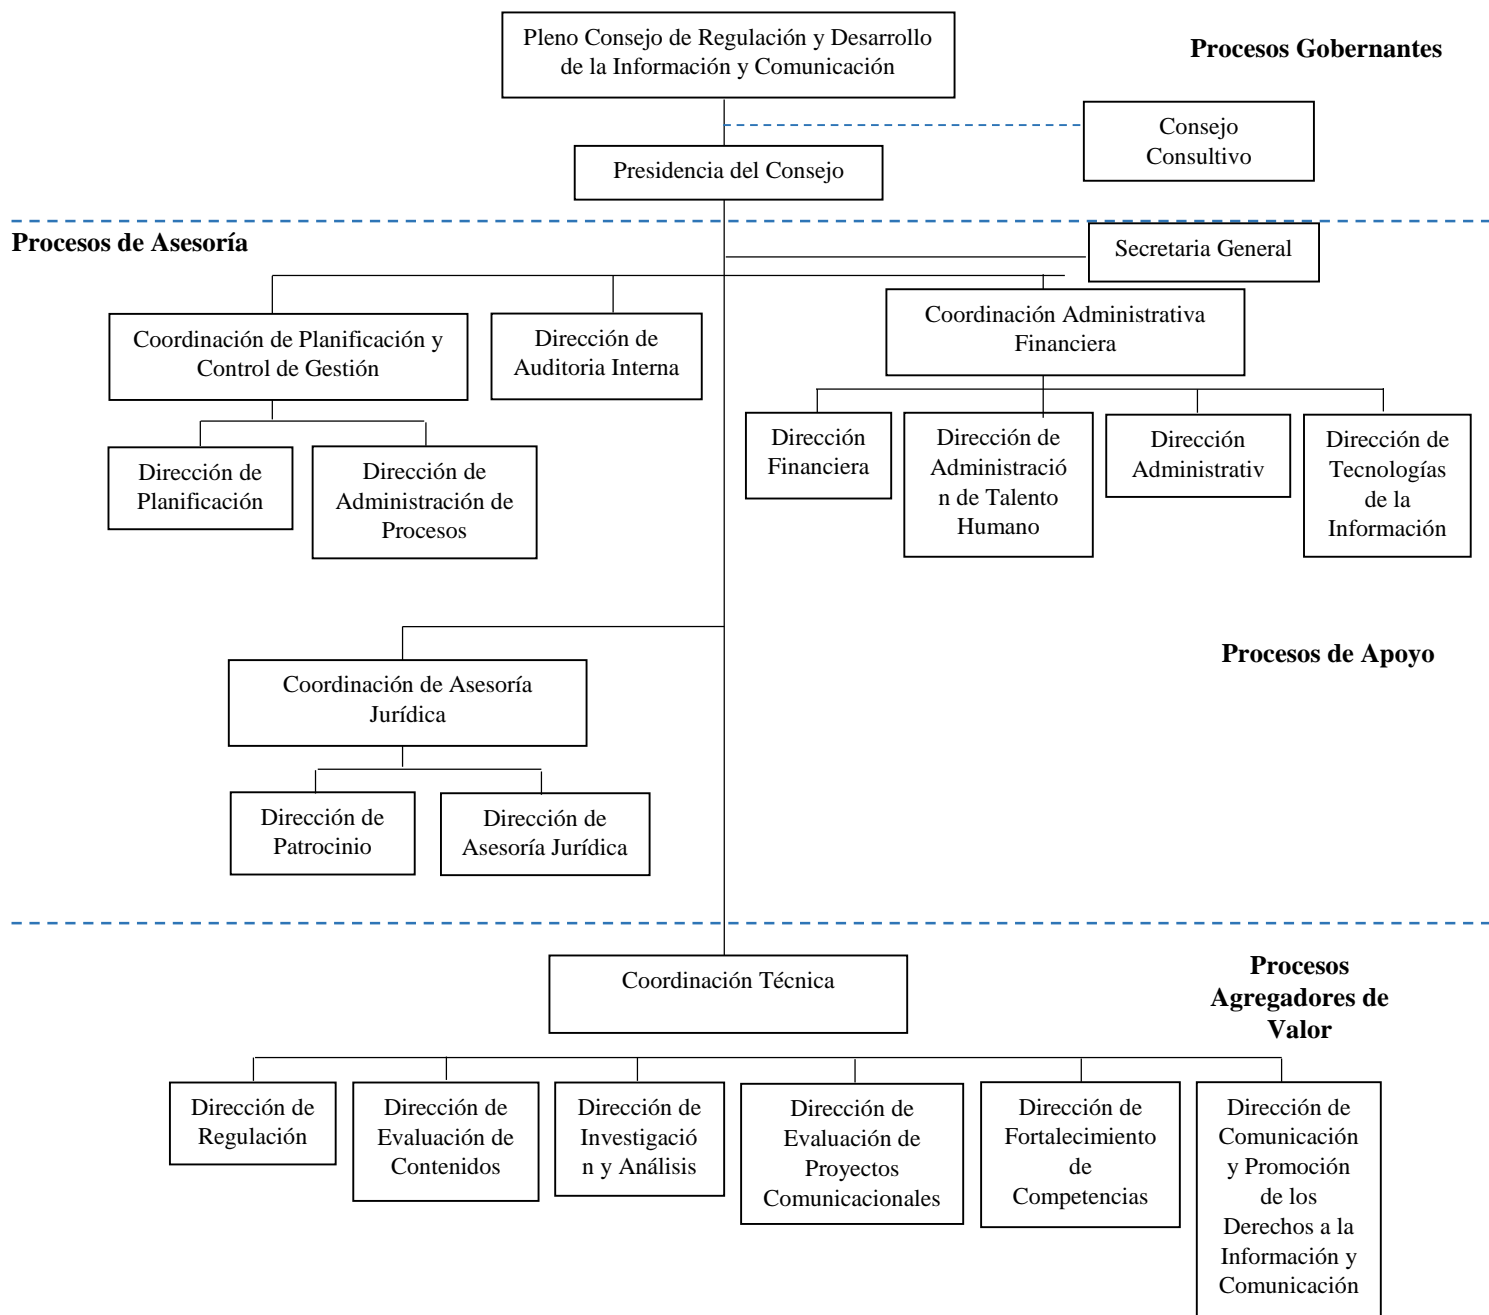 Pleno Consejo de Regulación y Desarrollo
de la Información y Comunicación
Procesos Gobernantes
Consejo
Consultivo
Presidencia del Consejo
Procesos de Asesoría
Secretaria General
Coordinación de Planificación y
Control de Gestión
Dirección de
Auditoria Interna
Coordinación Administrativa
Financiera
Dirección de
Planificación
Dirección de
Administración de
Procesos
Dirección
Financiera
Dirección de
Administració
n de Talento
Humano
Dirección
Administrativ
Dirección de
Tecnologías
de la
Información
Procesos de Apoyo
Coordinación de Asesoría
Jurídica
Dirección de
Patrocinio
Dirección de
Asesoría Jurídica
Coordinación Técnica
Procesos
Agregadores de
Valor
Dirección de
Regulación
Dirección de
Evaluación de
Contenidos
Dirección de
Investigació
n y Análisis
Dirección de
Evaluación de
Proyectos
Comunicacionales
Dirección de
Fortalecimiento
de
Competencias
Dirección de
Comunicación
y Promoción
de los
Derechos a la
Información y
Comunicación